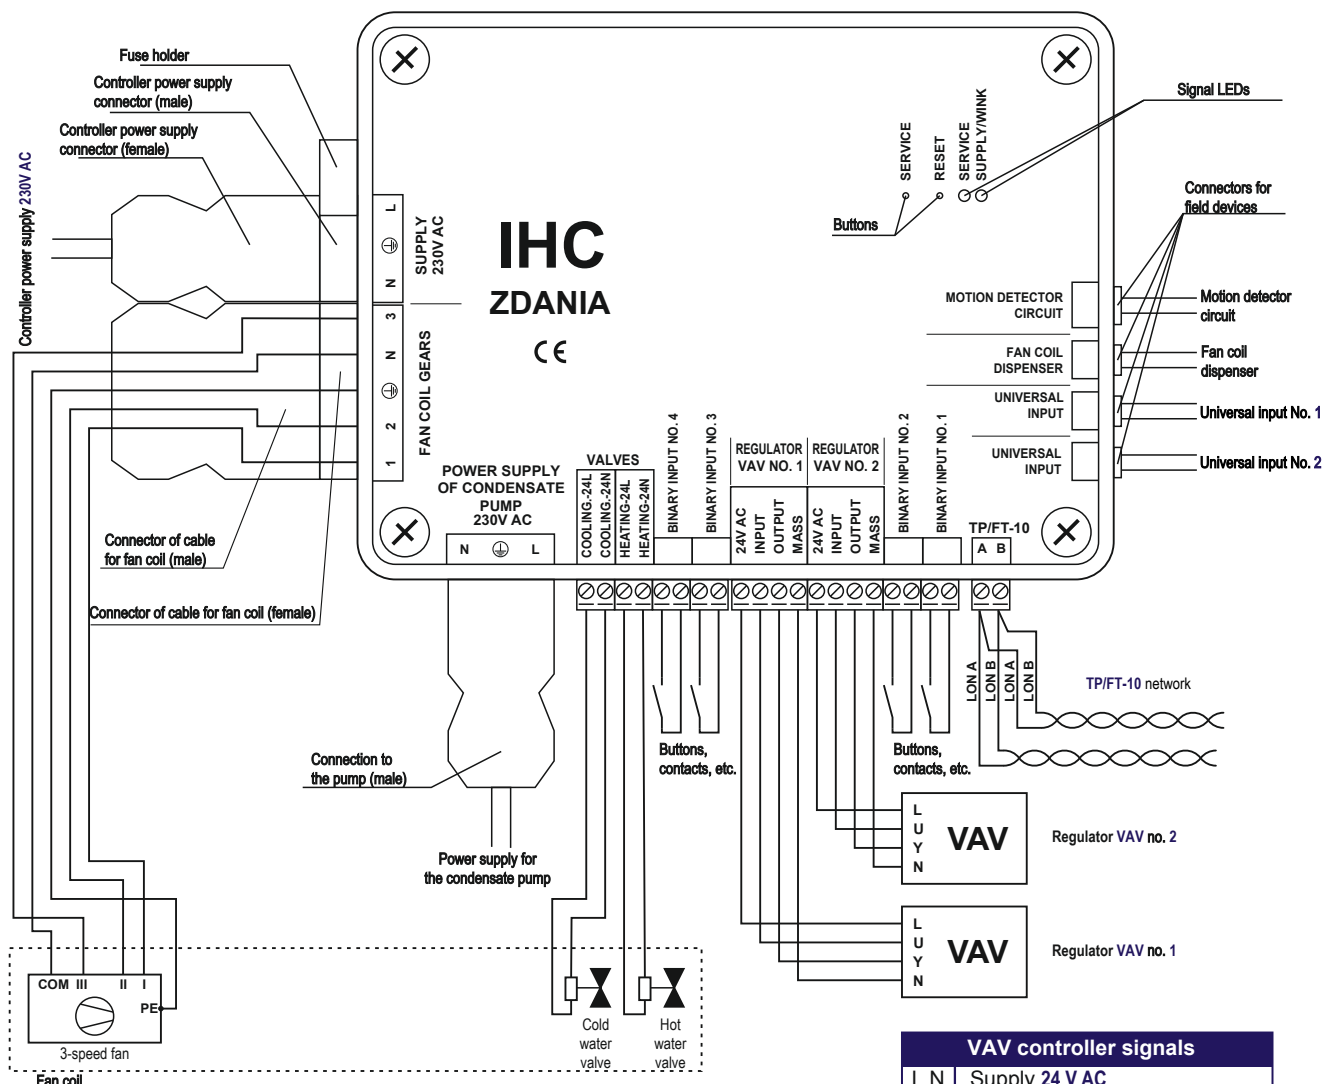 Fuse holder
Controller power supply
connector (male)
Controller power supply
connector (female)
Controller power supply 230V AC
L
N
SUPPLY
230V AC
3
N
2
1
FAN COIL GEARS
IHC
ZDANIA
CE
SERVICE
RESET
SERVICE
SUPPLY/WINK
Signal LEDs
Buttons
Connectors for
field devices
MOTION DETECTOR
CIRCUIT
Motion detector
circuit
FAN COIL
DISPENSER
Fan coil
dispenser
UNIVERSAL
INPUT
Universal input No. 1
UNIVERSAL
INPUT
Universal input No. 2
POWER SUPPLY
OF CONDENSATE
PUMP
230V AC
N L
VALVES
COOLING.-24L
COOLING.-24N
HEATING-24L
HEATING-24N
BINARY INPUT NO. 4
BINARY INPUT NO. 3
REGULATOR
VAV NO. 1
24V AC
INPUT
OUTPUT
MASS
REGULATOR
VAV NO. 2
24V AC
INPUT
OUTPUT
MASS
BINARY INPUT NO. 2
BINARY INPUT NO. 1
TP/FT-10
A B
Connector of cable
for fan coil (male)
Connector of cable for fan coil (female)
LON A
LON B
LON A
LON B
TP/FT-10 network
Connection to
the pump (male)
Buttons,
contacts, etc.
Buttons,
contacts, etc.
Power supply for
the condensate pump
L
U
Y
N
VAV
Regulator VAV no. 2
L
U
Y
N
VAV
Regulator VAV no. 1
COM III II I
PE
3-speed fan
Fan coil
Cold
water
valve
Hot
water
valve
VAV controller signals
L N Supply 24 V AC